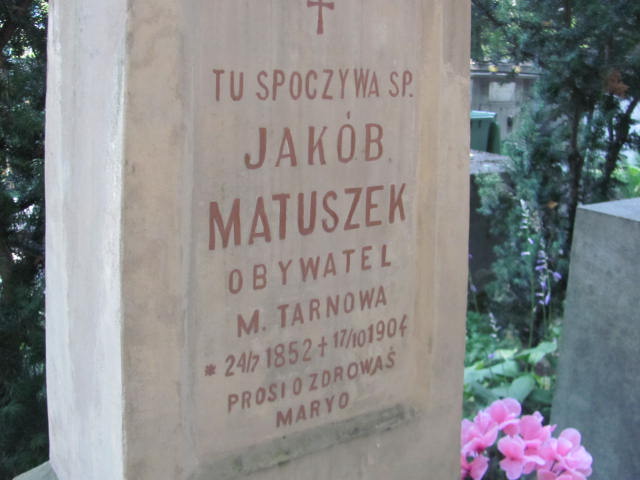 TU SPOCZYWA SP.
JAKÓB
MATUSZEK
OBYWATEL
M. TARNOWA
* 24/7 1852 + 17/10 1904
PROSI O ZDROWAŚ
MARYO